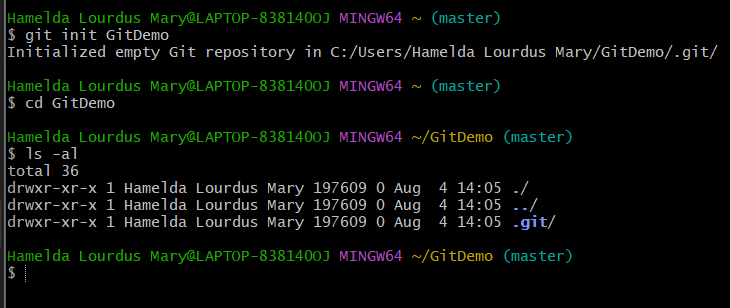 Hamelda Lourdus Mary@LAPTOP-838140OJ MINGW64 ~ (master)
$ git init GitDemo
Initialized empty Git repository in C:/Users/Hamelda Lourdus Mary/GitDemo/.git/
Hamelda Lourdus Mary@LAPTOP-838140OJ MINGW64 ~ (master)
$ cd GitDemo
Hamelda Lourdus Mary@LAPTOP-838140OJ MINGW64 ~/GitDemo (master)
$ ls -al
total 36
drwxr-xr-x 1 Hamelda Lourdus Mary 197609 0 Aug  4 14:05 ./
drwxr-xr-x 1 Hamelda Lourdus Mary 197609 0 Aug  4 14:05 ../
drwxr-xr-x 1 Hamelda Lourdus Mary 197609 0 Aug  4 14:05 .git/
Hamelda Lourdus Mary@LAPTOP-838140OJ MINGW64 ~/GitDemo (master)
$